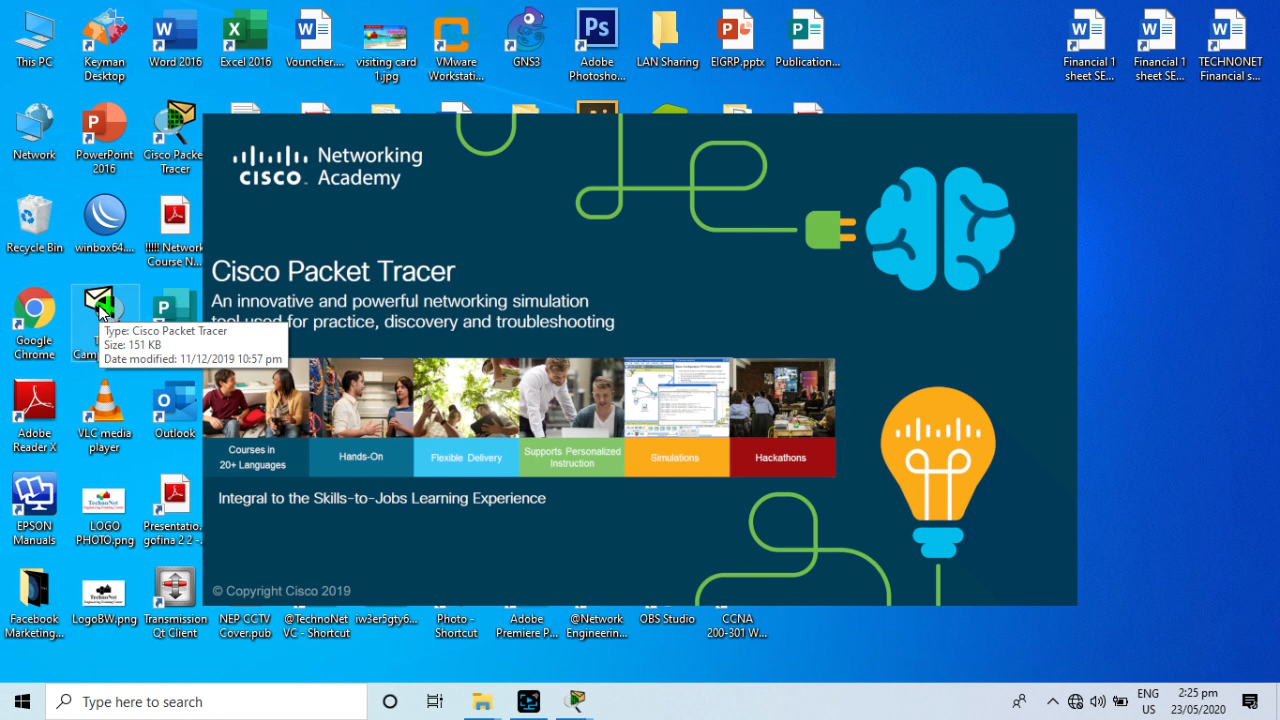 This PC
Keyman
Desktop
Word 2016
Excel 2016
Vouncher....
visiting card
1.jpg
VMware
Workstati...
GNS3
Adobe
Photosho...
LAN Sharing
EIGRP.pptx
Publication...
Financial 1
sheet SE...
Financial 1
sheet SE...
TECHNONET
Financial s...
Network
PowerPoint
2016
Cisco Packe
Tracer
Recycle Bin
winbox64....
!!!!! Network
Course N...
Google
Chrome
Type: Cisco Packet Tracer
Size: 151 KB
Date modified: 11/12/2019 10:57 pm
Adobe
Reader X
VLC media
player
Outlook
EPSON
Manuals
LOGO
PHOTO.png
Presentatio.
gofina 2 2 -..
Facebook
Marketing...
LogoBW.png
Transmission
Qt Client
NEP CCTV
Cover.pub
@TechnoNet
VC - Shortcut
iw3er5gty6...
Photo -
Shortcut
Adobe
Premiere P...
@Network
Engineerin...
OBS Studio
CCNA
200-301 W...
CISCO
Networking
Academy
Cisco Packet Tracer
An innovative and powerful networking simulation
tool used for practice, discovery and troubleshooting
Courses in
20+ Languages
Hands-On
Flexible Delivery
Supports Personalized
Instruction
Simulations
Hackathons
Integral to the Skills-to-Jobs Learning Experience
© Copyright Cisco 2019
Type here to search
ENG
US
2:25 pm
23/05/2020